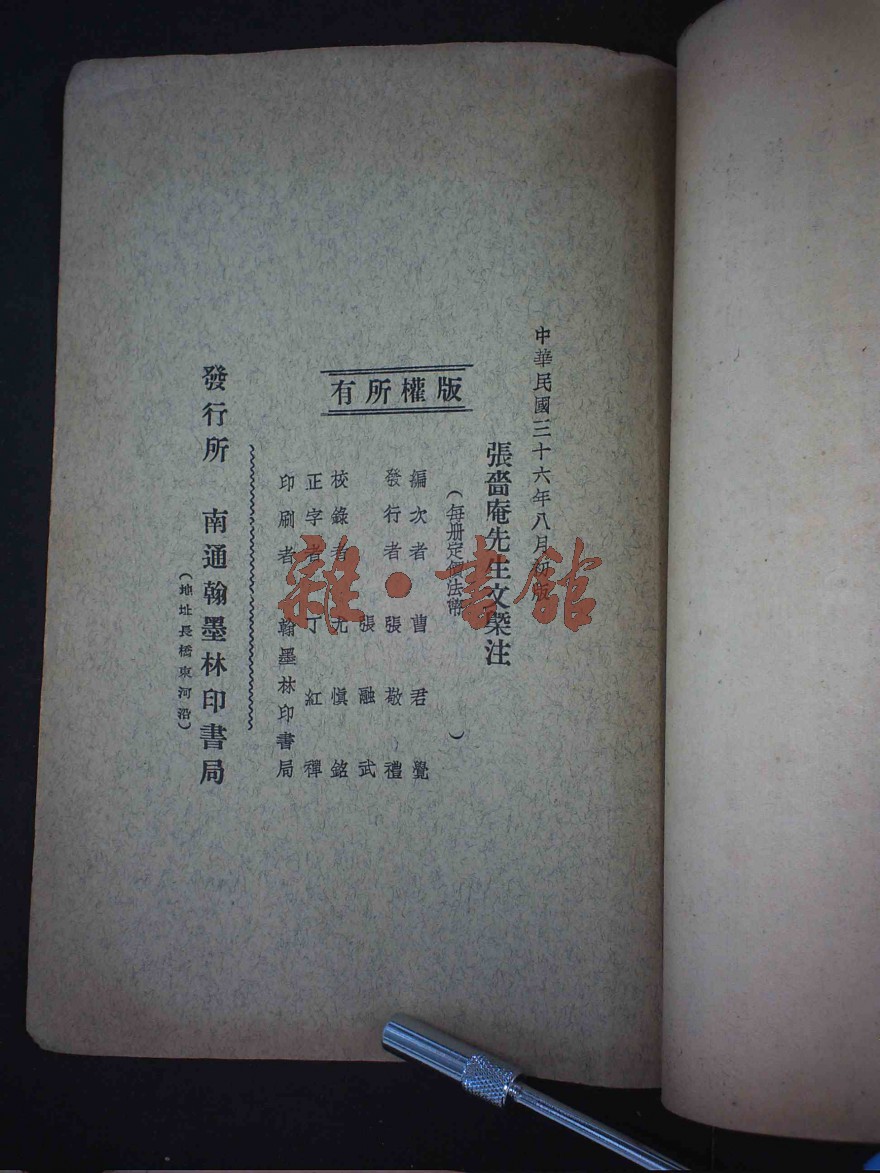 中華民國三十六年八月初版
張嗇庵先生文槩注
（每册定價法幣　　）
版權所有
編次者　曹君覺
發行者　張敬禮
張融武
校錄者　尤愼銘
正字者　丁紅禪
印刷者　翰墨林印書局
發行所　南通翰墨林印書局
（地址長橋東河沿）
雜·書館